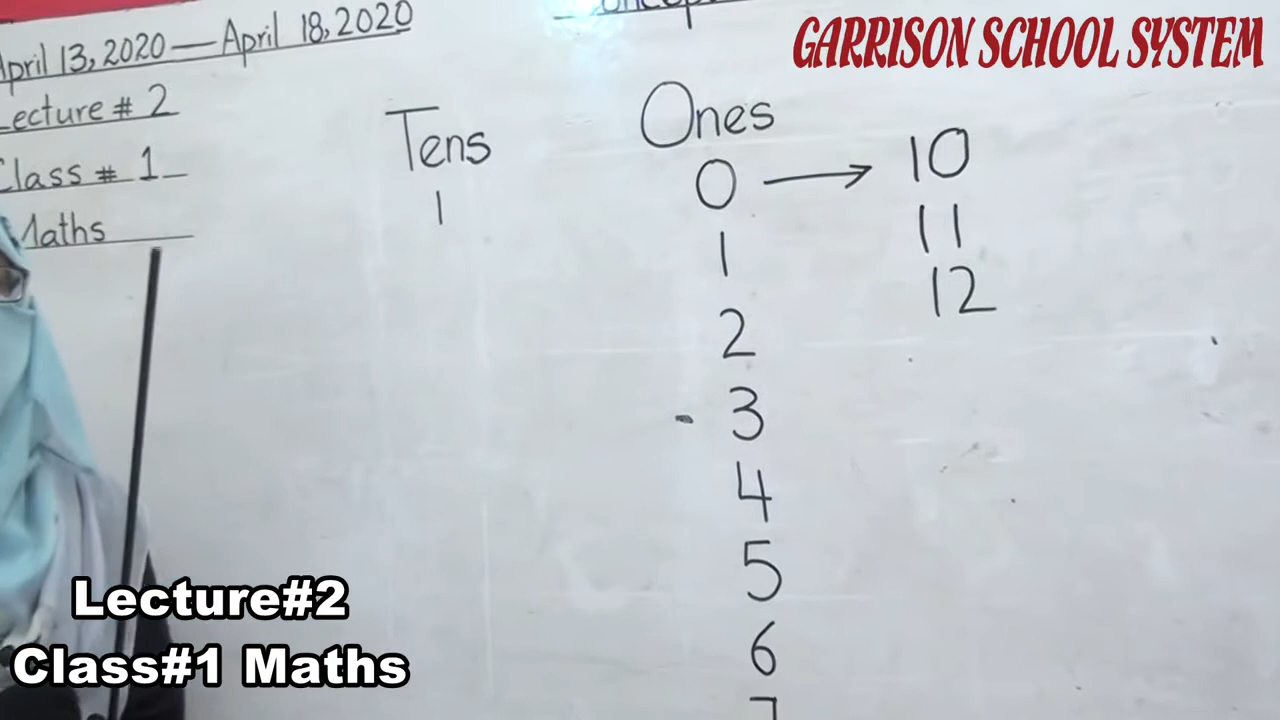 April 13, 2020 — April 18, 2020
Lecture # 2
Class # 1
Maths
GARRISON SCHOOL SYSTEM
Tens Ones
1 0 → 10
1 11
2 12
3
4
5
6
7
Lecture#2
Class#1 Maths